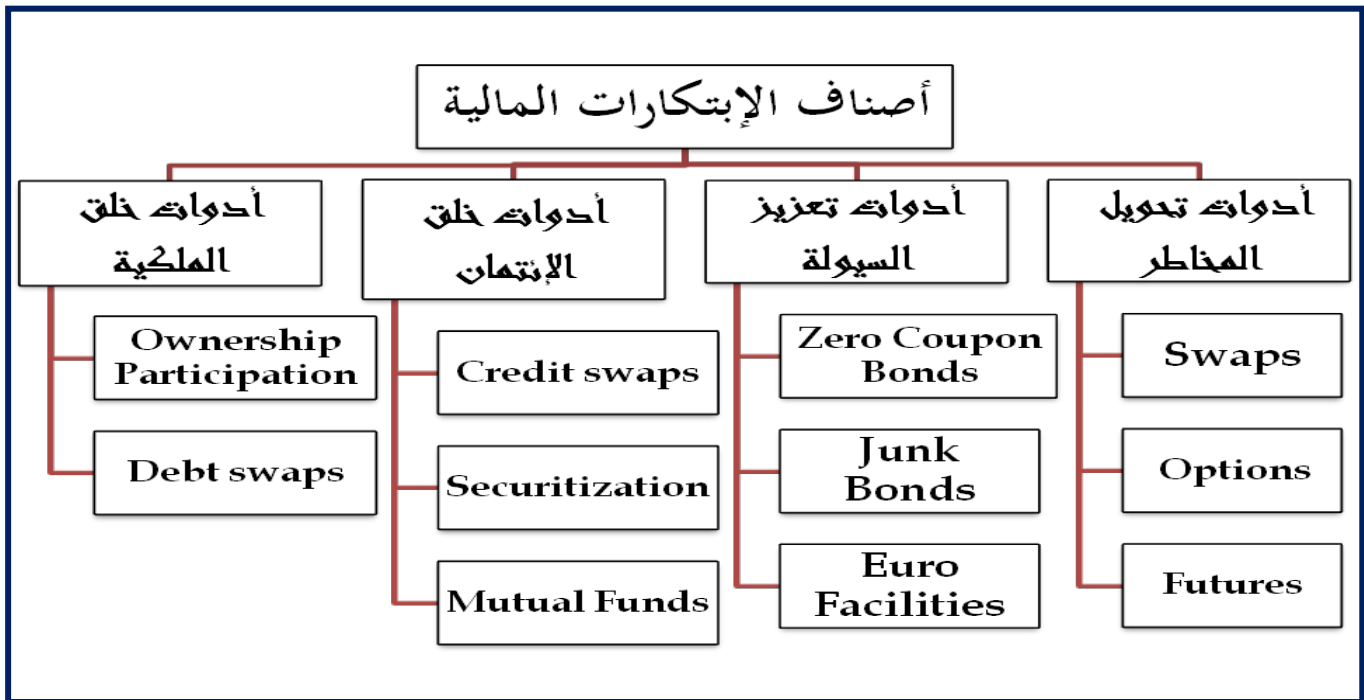 أصناف الإبتكارات المالية
أدوات تحويل
المخاطر
Swaps
Options
Futures
أدوات تعزيز
السيولة
Zero Coupon
Bonds
Junk
Bonds
Euro
Facilities
أدوات خلق
الإئتمان
Credit swaps
Securitization
Mutual Funds
أدوات خلق
الملكية
Ownership
Participation
Debt swaps